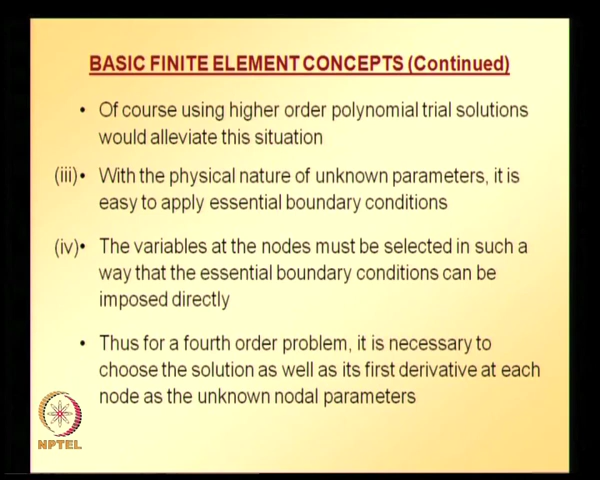 BASIC FINITE ELEMENT CONCEPTS (Continued)
• Of course using higher order polynomial trial solutions
would alleviate this situation
(iii)• With the physical nature of unknown parameters, it is
easy to apply essential boundary conditions
(iv)• The variables at the nodes must be selected in such a
way that the essential boundary conditions can be
imposed directly
• Thus for a fourth order problem, it is necessary to
choose the solution as well as its first derivative at each
node as the unknown nodal parameters
NPTEL